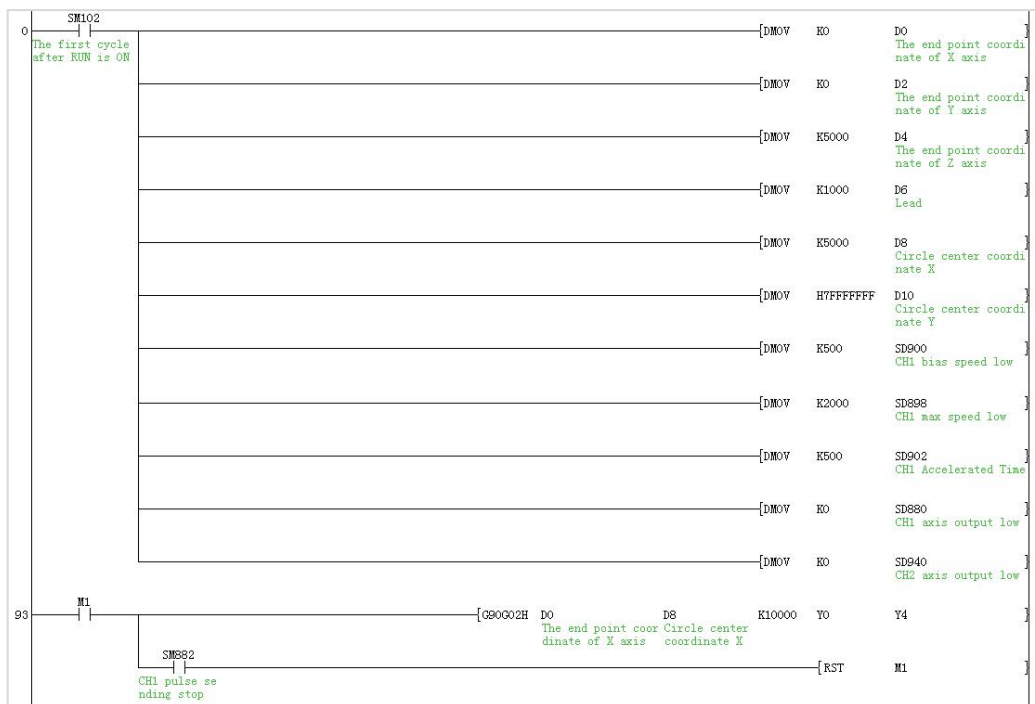 SM102
0
The first cycle
after RUN is ON
[DMOV K0 D0 ]
The end point coordi
nate of X axis
[DMOV K0 D2 ]
The end point coordi
nate of Y axis
[DMOV K5000 D4 ]
The end point coordi
nate of Z axis
[DMOV K1000 D6 ]
Lead
[DMOV K5000 D8 ]
Circle center coordi
nate X
[DMOV H7FFFFFFF D10 ]
Circle center coordi
nate Y
[DMOV K500 SD900 ]
CH1 bias speed low
[DMOV K2000 SD898 ]
CH1 max speed low
[DMOV K500 SD902 ]
CH1 Accelerated Time
[DMOV K0 SD880 ]
CH1 axis output low
[DMOV K0 SD940 ]
CH2 axis output low
M1
93 [G90G02H D0 D8 K10000 Y0 Y4 ]
The end point coor Circle center
dinate of X axis coordinate X
SM882
[RST M1 ]
CH1 pulse se
nding stop